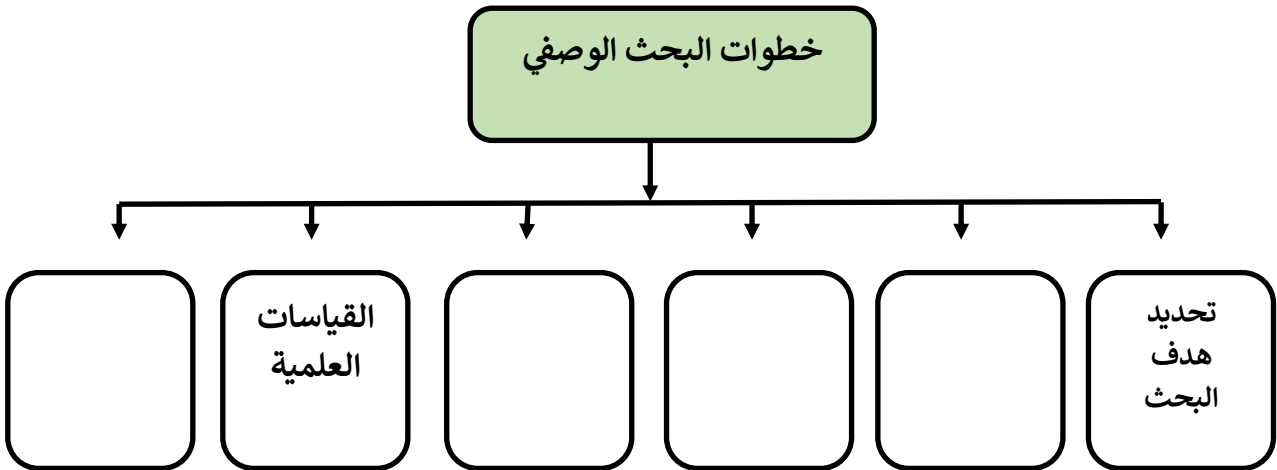 خطوات البحث الوصفي
تحديد
هدف
البحث
القياسات
العلمية